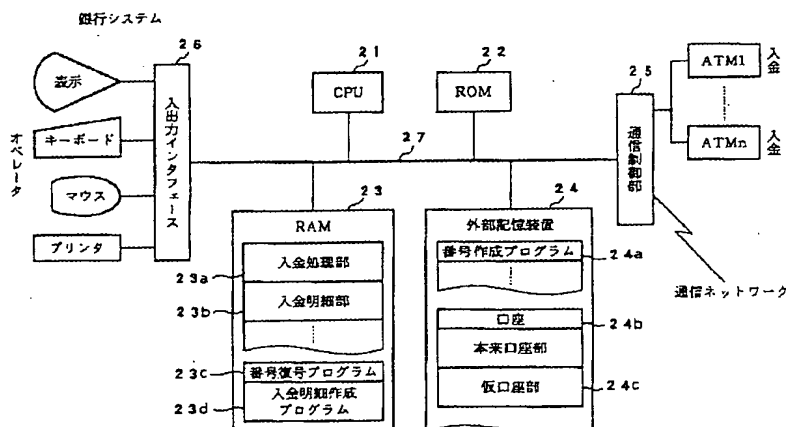 銀行システム
26
表示
キーボード
マウス
プリンタ
オペレータ
入出力インタフェース
21
CPU
22
ROM
27
25
通信制御部
ATM1
入金
ATMn
入金
通信ネットワーク
23
RAM
23a
入金処理部
23b
入金明細部
23c
番号復号プログラム
23d
入金明細作成
プログラム
24
外部記憶装置
番号作成プログラム
24a
口座
24b
本来口座部
仮口座部
24c